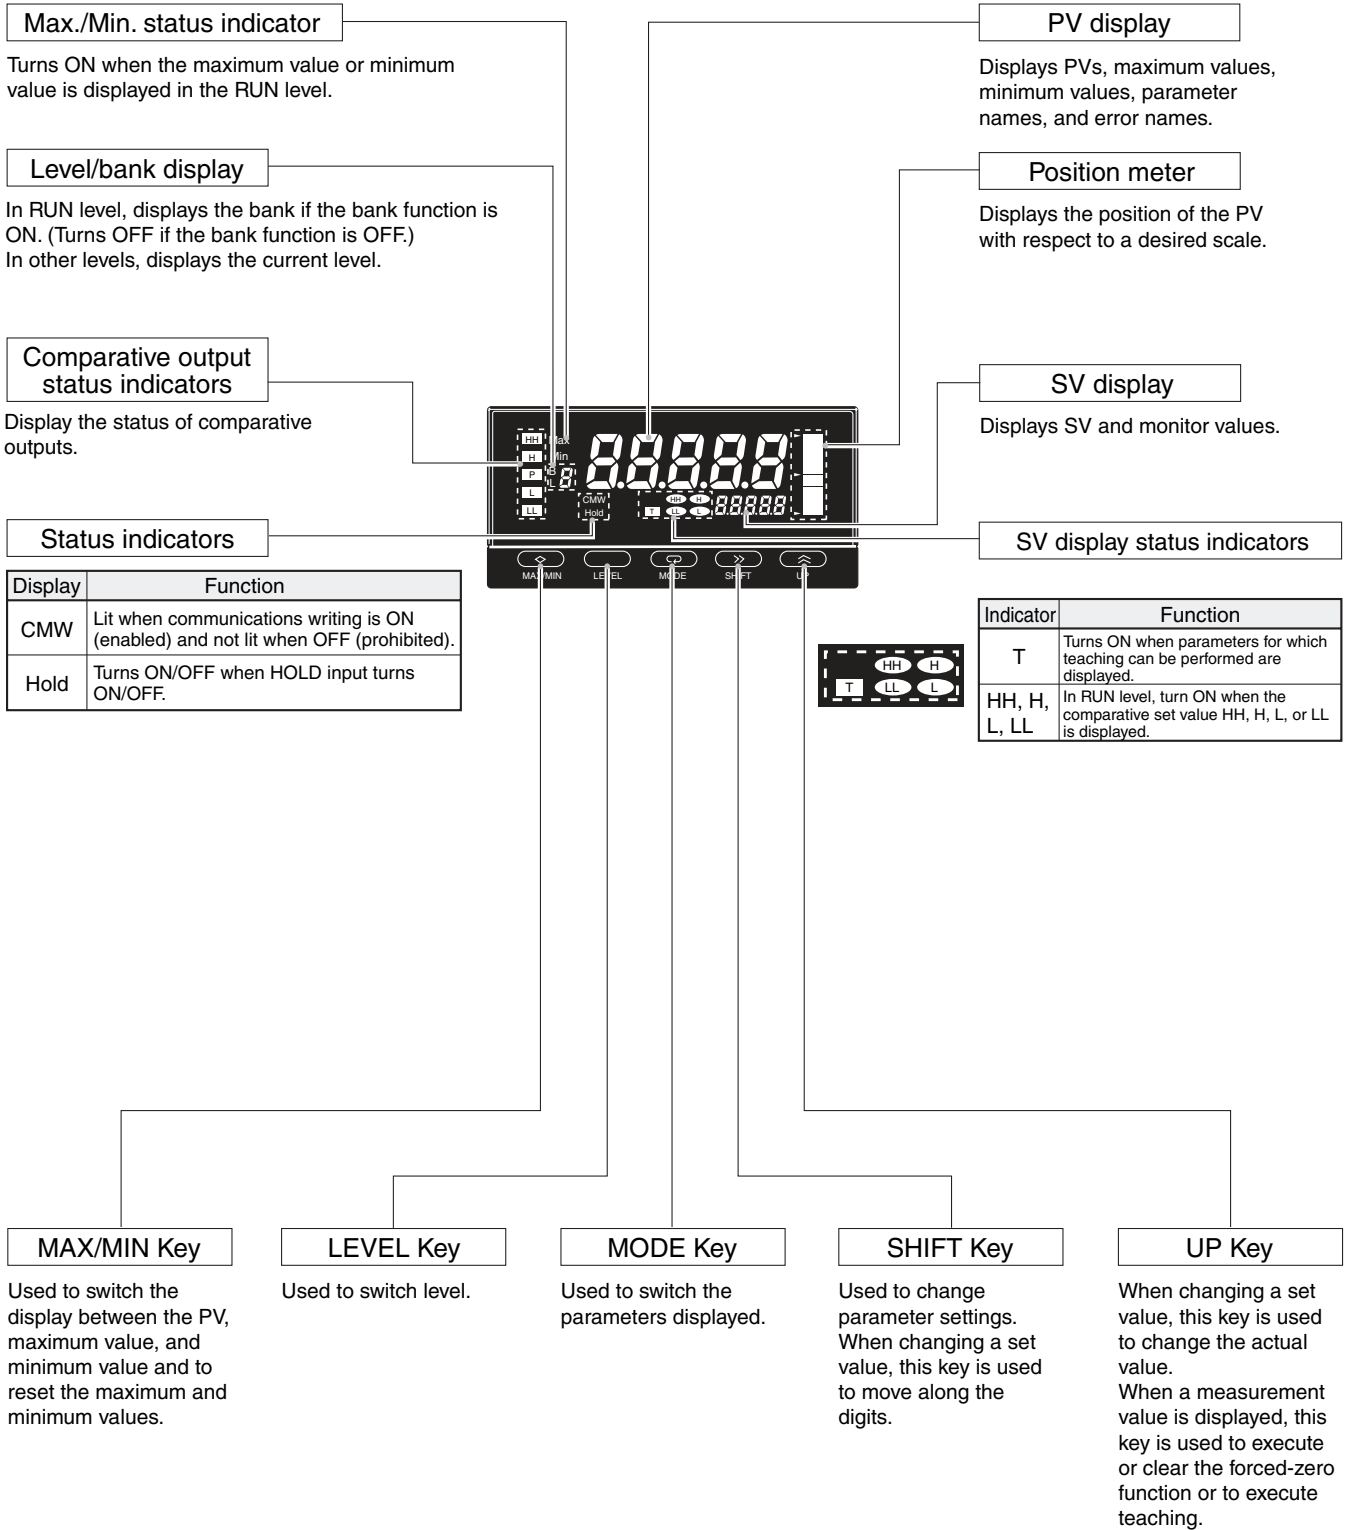 Max./Min. status indicator
Turns ON when the maximum value or minimum
value is displayed in the RUN level.
Level/bank display
In RUN level, displays the bank if the bank function is
ON. (Turns OFF if the bank function is OFF.)
In other levels, displays the current level.
Comparative output
status indicators
Display the status of comparative
outputs.
Status indicators
Display Function
CMW Lit when communications writing is ON
(enabled) and not lit when OFF (prohibited).
Hold Turns ON/OFF when HOLD input turns
ON/OFF.
PV display
Displays PVs, maximum values,
minimum values, parameter
names, and error names.
Position meter
Displays the position of the PV
with respect to a desired scale.
SV display
Displays SV and monitor values.
SV display status indicators
Indicator Function
T Turns ON when parameters for which
teaching can be performed are
displayed.
HH, H,
L, LL
In RUN level, turn ON when the
comparative set value HH, H, L, or LL
is displayed.
HH Max
H Min
P B
L L 8
LL
8.8.8.8.8
CMW
Hold
HH H
T LL L
8.8.8.8.8
MAX/MIN LEVEL MODE SHIFT UP
HH H
T LL L
MAX/MIN Key
Used to switch the
display between the PV,
maximum value, and
minimum value and to
reset the maximum and
minimum values.
LEVEL Key
Used to switch level.
MODE Key
Used to switch the
parameters displayed.
SHIFT Key
Used to change
parameter settings.
When changing a set
value, this key is used
to move along the
digits.
UP Key
When changing a set
value, this key is used
to change the actual
value.
When a measurement
value is displayed, this
key is used to execute
or clear the forced-zero
function or to execute
teaching.